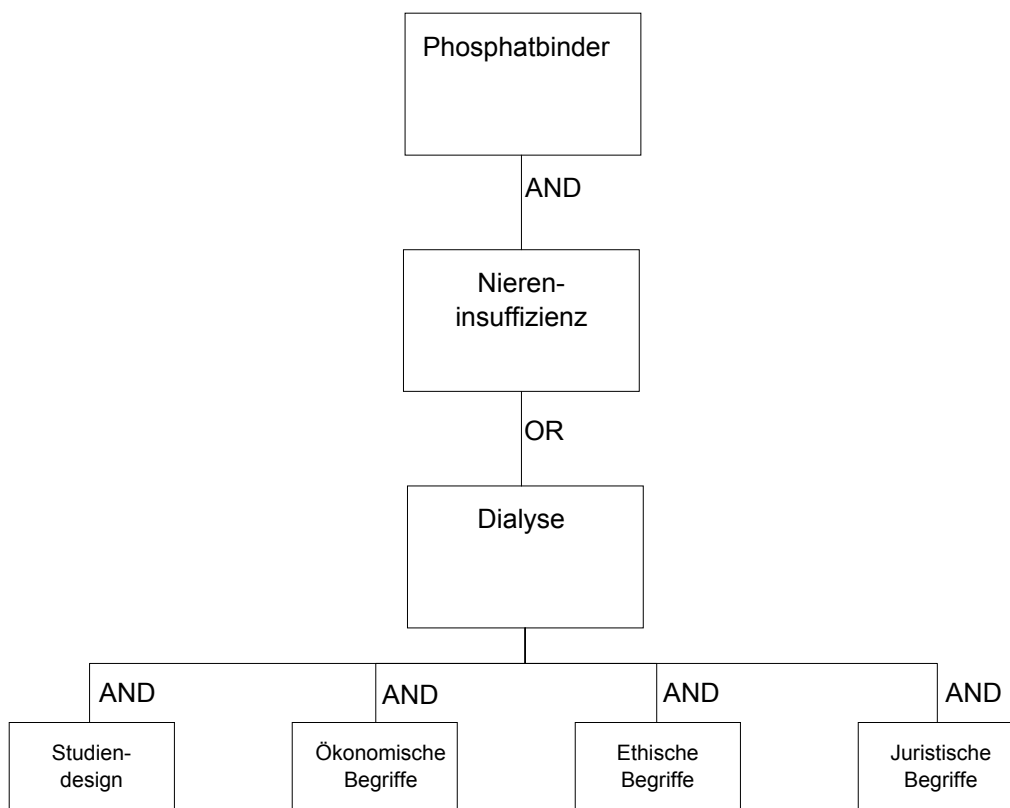 Phosphatbinder
AND
Nieren-
insuffizienz
OR
Dialyse
AND
AND
AND
AND
Studien-
design
Ökonomische
Begriffe
Ethische
Begriffe
Juristische
Begriffe